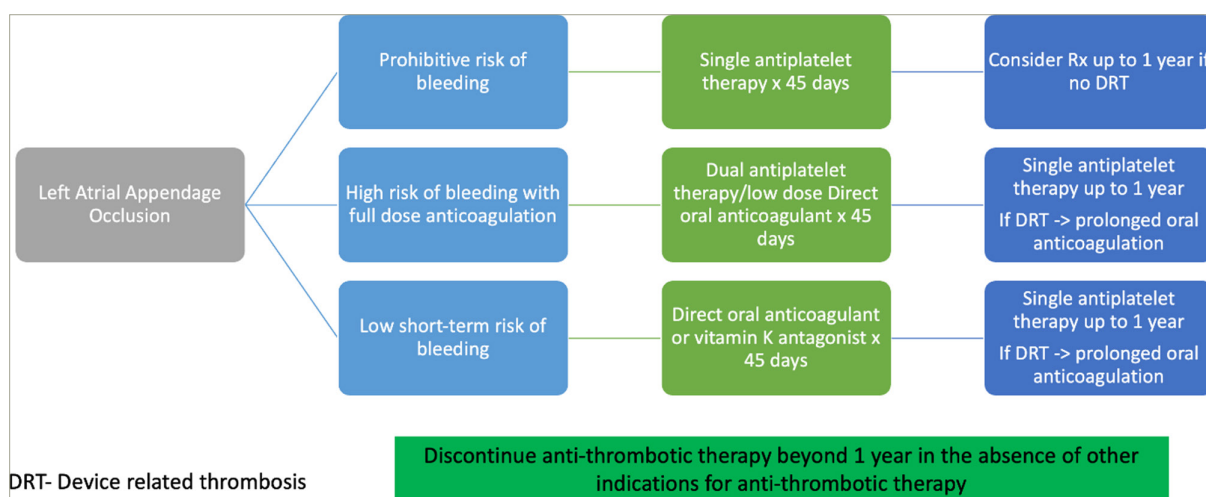 Prohibitive risk of
bleeding
Single antiplatelet
therapy x 45 days
Consider Rx up to 1 year if
no DRT
Left Atrial Appendage
Occlusion
High risk of bleeding with
full dose anticoagulation
Dual antiplatelet
therapy/low dose Direct
oral anticoagulant x 45
days
Single antiplatelet
therapy up to 1 year
If DRT -> prolonged oral
anticoagulation
Low short-term risk of
bleeding
Direct oral anticoagulant
or vitamin K antagonist x
45 days
Single antiplatelet
therapy up to 1 year
If DRT -> prolonged oral
anticoagulation
DRT- Device related thrombosis
Discontinue anti-thrombotic therapy beyond 1 year in the absence of other
indications for anti-thrombotic therapy